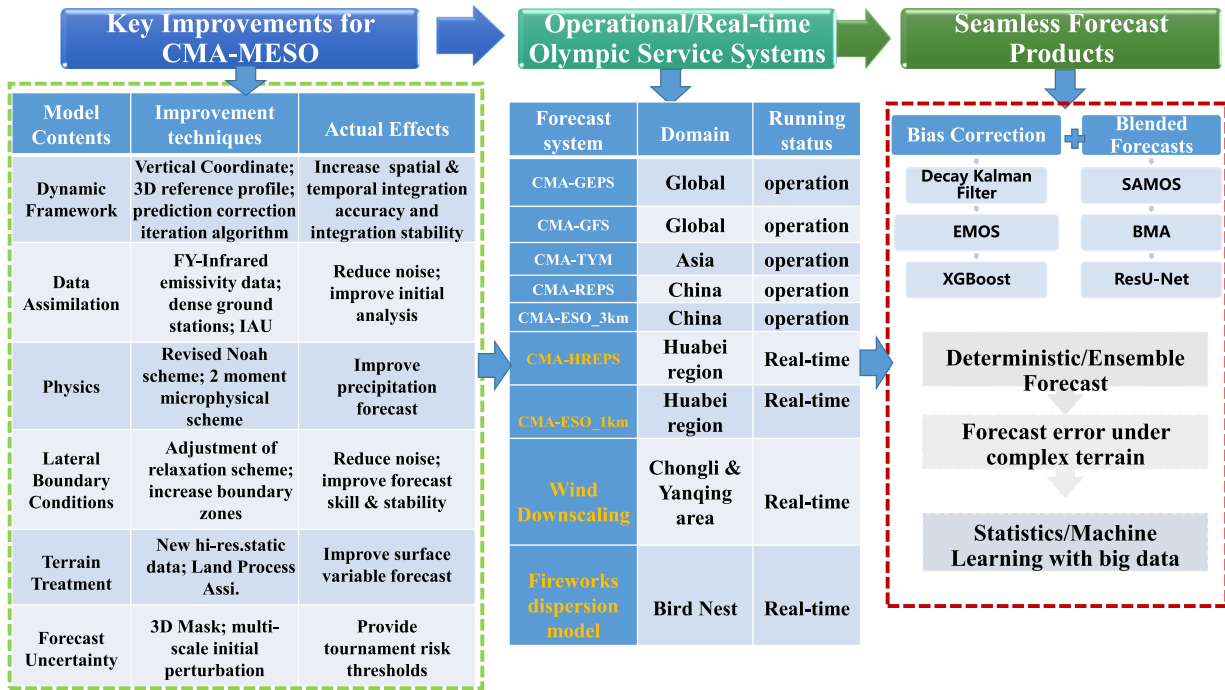 Key Improvements for
CMA-MESO
Operational/Real-time
Olympic Service Systems
Seamless Forecast
Products
Model
Contents
Improvement
techniques
Actual Effects
Dynamic
Framework
Vertical Coordinate;
3D reference profile;
prediction correction
iteration algorithm
Increase spatial &
temporal integration
accuracy and
integration stability
Data
Assimilation
FY-Infrared
emissivity data;
dense ground
stations; IAU
Reduce noise;
improve initial
analysis
Physics
Revised Noah
scheme; 2 moment
microphysical
scheme
Improve
precipitation
forecast
Lateral
Boundary
Conditions
Adjustment of
relaxation scheme;
increase boundary
zones
Reduce noise;
improve forecast
skill & stability
Terrain
Treatment
New hi-res.static
data; Land Process
Assi.
Improve surface
variable forecast
Forecast
Uncertainty
3D Mask; multi-
scale initial
perturbation
Provide
tournament risk
thresholds
Forecast
system
Domain
Running
status
CMA-GEPS
Global
operation
CMA-GFS
Global
operation
CMA-TYM
Asia
operation
CMA-REPS
China
operation
CMA-ESO_3km
China
operation
CMA-HREPS
Huabei
region
Real-time
CMA-ESO_1km
Huabei
region
Real-time
Wind
Downscaling
Chongli &
Yanqing
area
Real-time
Fireworks
dispersion
model
Bird Nest
Real-time
Bias Correction
Blended
Forecasts
Decay Kalman
Filter
SAMOS
EMOS
BMA
XGBoost
ResU-Net
Deterministic/Ensemble
Forecast
Forecast error under
complex terrain
Statistics/Machine
Learning with big data